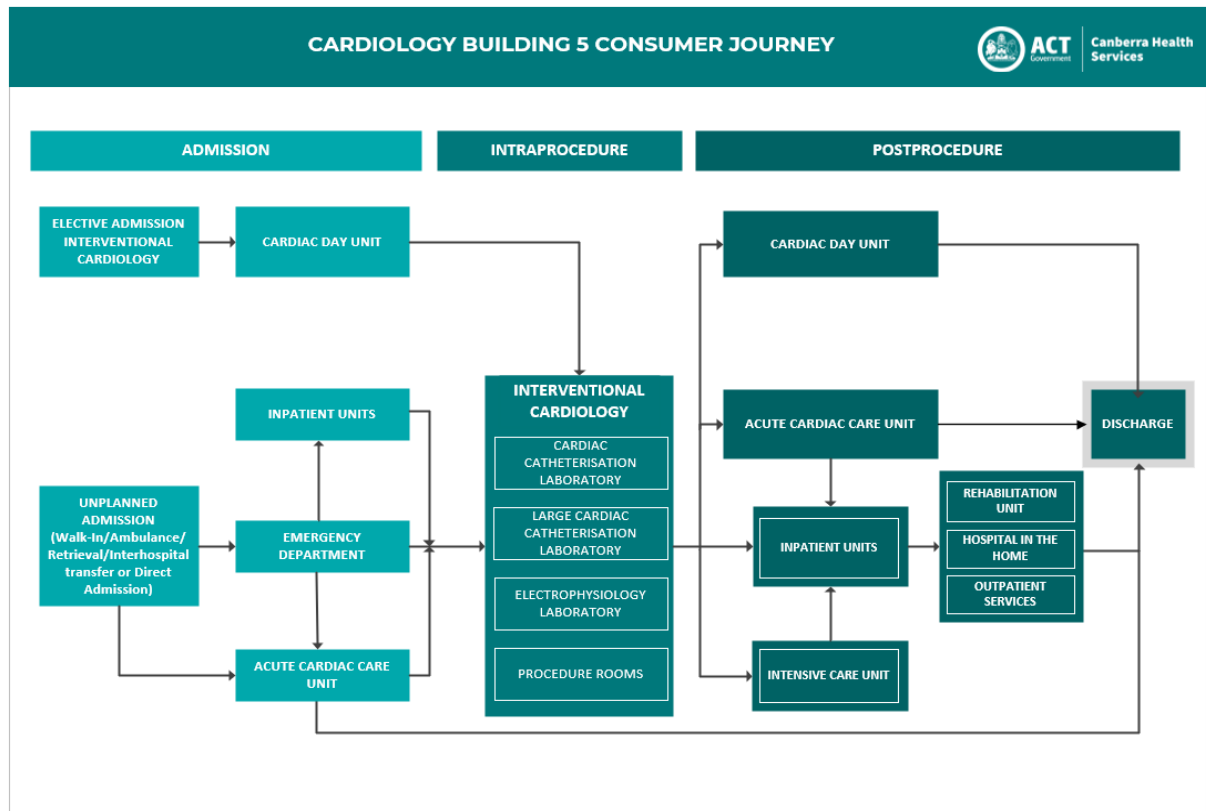 CARDIOLOGY BUILDING 5 CONSUMER JOURNEY
ACT
Government
Canberra Health
Services
ADMISSION
INTRAPROCEDURE
POSTPROCEDURE
ELECTIVE ADMISSION
INTERVENTIONAL
CARDIOLOGY
CARDIAC DAY UNIT
CARDIAC DAY UNIT
INPATIENT UNITS
UNPLANNED
ADMISSION
(Walk-In/Ambulance/
Retrieval/Interhospital
transfer or Direct
Admission)
EMERGENCY
DEPARTMENT
ACUTE CARDIAC CARE
UNIT
INTERVENTIONAL
CARDIOLOGY
CARDIAC
CATHETERISATION
LABORATORY
LARGE CARDIAC
CATHETERISATION
LABORATORY
ELECTROPHYSIOLOGY
LABORATORY
PROCEDURE ROOMS
ACUTE CARDIAC CARE UNIT
INPATIENT UNITS
INTENSIVE CARE UNIT
REHABILITATION
UNIT
HOSPITAL IN THE
HOME
OUTPATIENT
SERVICES
DISCHARGE